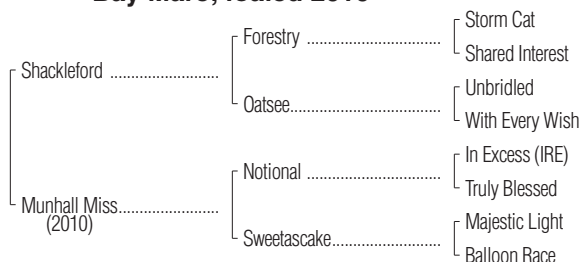 Bay Mare; foaled
Storm Cat
Forestry ..........................................
Shared Interest
Shackleford ..................................
Unbridled
Oatsee...............................................
With Every Wish
In Excess (IRE)
Notional ..........................................
Truly Blessed
Munhall Miss...............................
(2010)
Majestic Light
Sweetascake..................................
Balloon Race